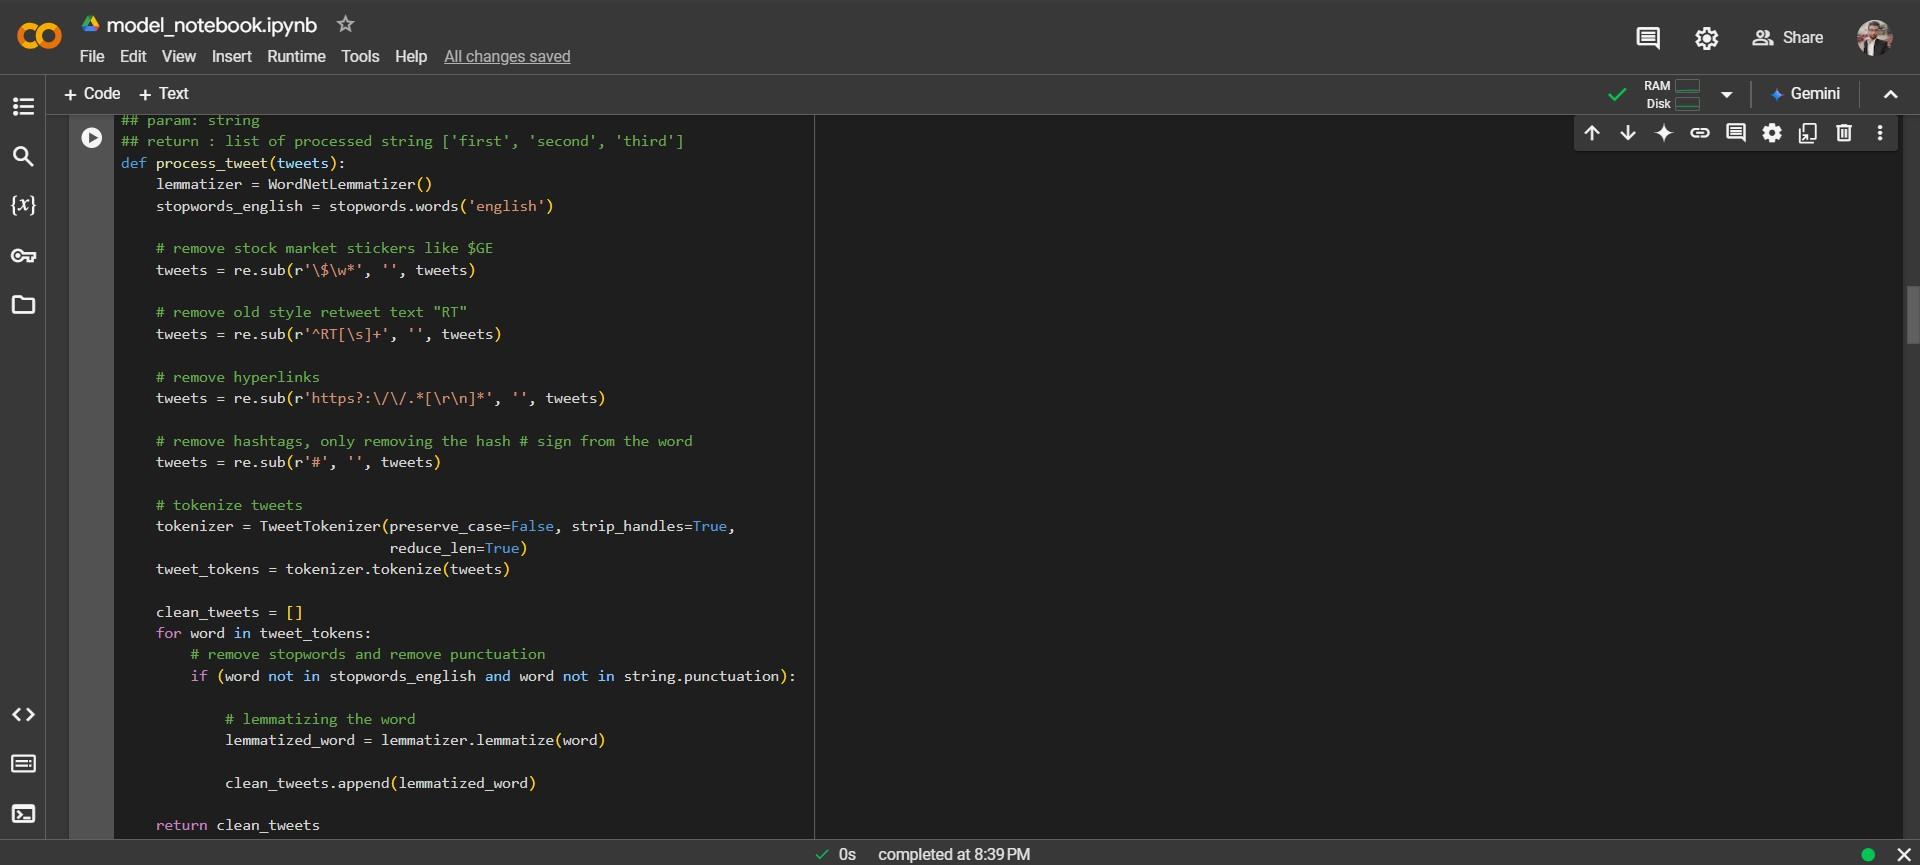 model_notebook.ipynb
File Edit View Insert Runtime Tools Help All changes saved
Share
+ Code + Text
RAM
Disk
Gemini
## param: string
## return : list of processed string ['first', 'second', 'third']
def process_tweet(tweets):
    lemmatizer = WordNetLemmatizer()
    stopwords_english = stopwords.words('english')
    # remove stock market stickers like $GE
    tweets = re.sub(r'\$\w*', '', tweets)
    # remove old style retweet text "RT"
    tweets = re.sub(r'^RT[\s]+', '', tweets)
    # remove hyperlinks
    tweets = re.sub(r'https?:\/\/.*[\r\n]*', '', tweets)
    # remove hashtags, only removing the hash # sign from the word
    tweets = re.sub(r'#', '', tweets)
    # tokenize tweets
    tokenizer = TweetTokenizer(preserve_case=False, strip_handles=True,
                               reduce_len=True)
    tweet_tokens = tokenizer.tokenize(tweets)
    clean_tweets = []
    for word in tweet_tokens:
        # remove stopwords and remove punctuation
        if (word not in stopwords_english and word not in string.punctuation):
            # lemmatizing the word
            lemmatized_word = lemmatizer.lemmatize(word)
            clean_tweets.append(lemmatized_word)
    return clean_tweets
0s completed at 8:39 PM